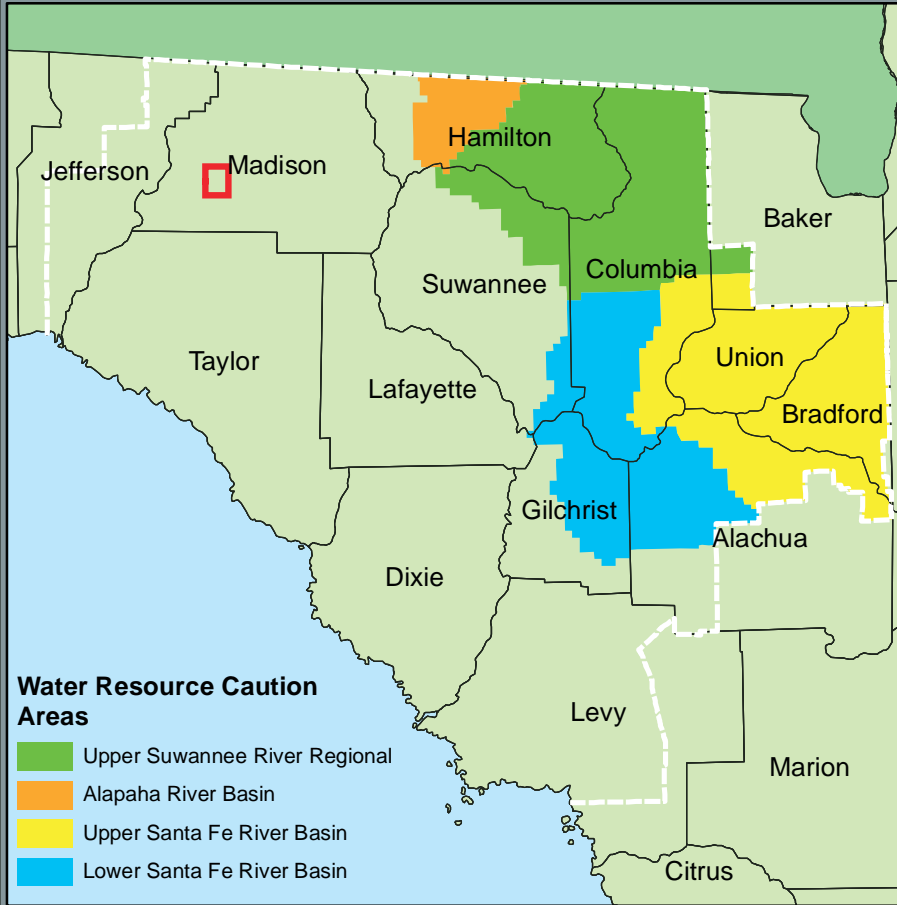 Jefferson
Madison
Hamilton
Baker
Columbia
Suwannee
Taylor
Lafayette
Union
Bradford
Gilchrist
Alachua
Dixie
Levy
Marion
Citrus
Water Resource Caution
Areas
Upper Suwannee River Regional
Alapaha River Basin
Upper Santa Fe River Basin
Lower Santa Fe River Basin